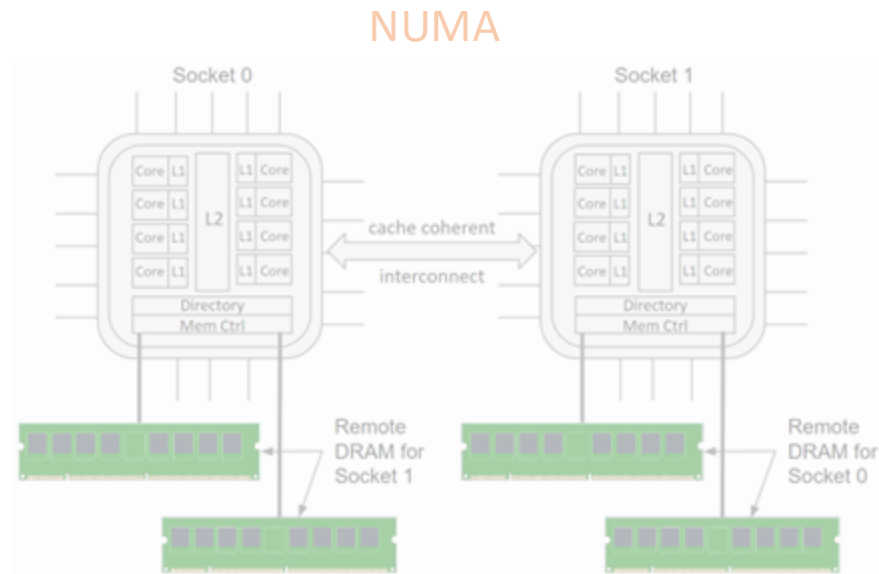 NUMA
Socket 0
Socket 1
Core L1
L1 Core
Core L1
L1 Core
Core L1
L1 Core
Core L1
L1 Core
L2
Directory
Mem Ctrl
cache coherent
interconnect
Core L1
L1 Core
Core L1
L1 Core
Core L1
L1 Core
Core L1
L1 Core
L2
Directory
Mem Ctrl
Remote
DRAM for
Socket 1
Remote
DRAM for
Socket 0